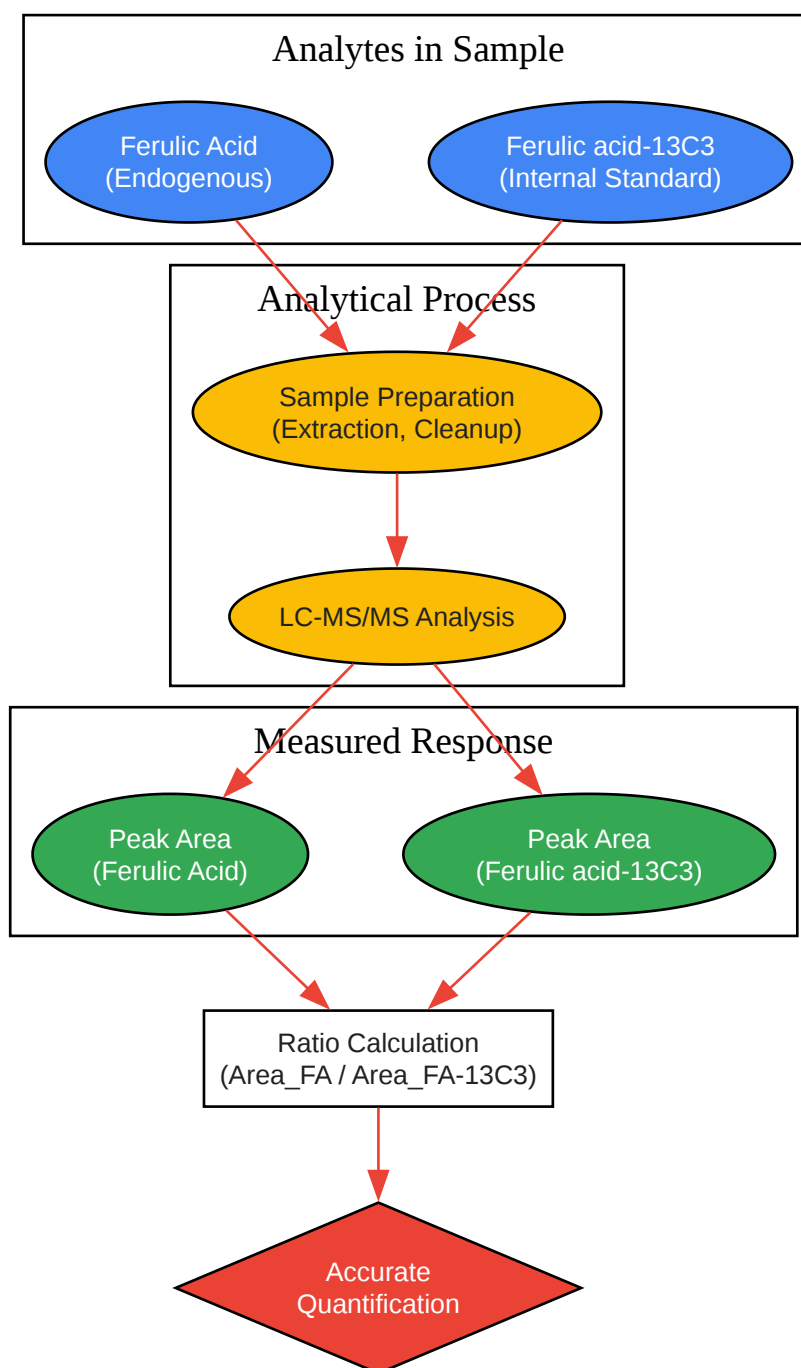 Analytes in Sample
Ferulic Acid
(Endogenous)
Ferulic acid-13C3
(Internal Standard)
Analytical Process
Sample Preparation
(Extraction, Cleanup)
LC-MS/MS Analysis
Measured Response
Peak Area
(Ferulic Acid)
Peak Area
(Ferulic acid-13C3)
Ratio Calculation
(Area_FA / Area_FA-13C3)
Accurate
Quantification